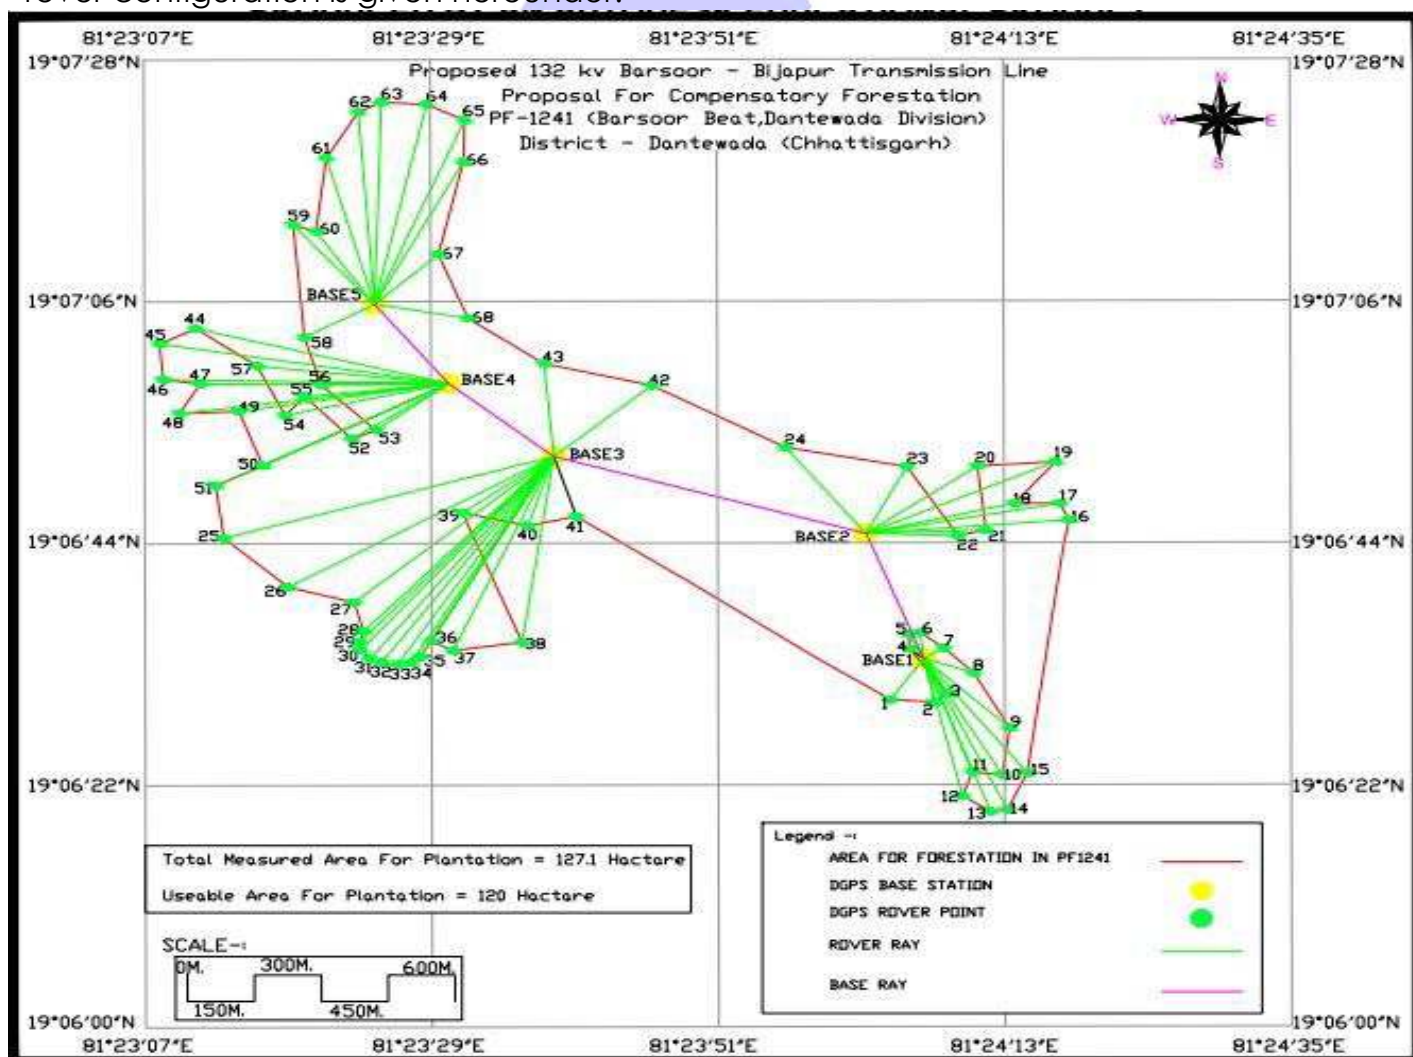 rover configuration is given hereunder.
81°23'07"E 81°23'29"E 81°23'51"E 81°24'13"E 81°24'35"E
19°07'28"N 19°07'28"N
Proposed 132 kv Barsoor - Bijapur Transmission Line
Proposal For Compensatory Forestation
PF-1241 (Barsoor Beat,Dantewada Division)
District - Dantewada (Chhattisgarh)
N
W E
S
62 63 64 65
61 66
59 60
67
19°07'06"N BASE5 19°07'06"N
44 58 68
45 57 43
46 47 56 BASE4 42
48 49 55
54 52 53
50 BASE3 24 23 20 19
51
39 40 41 18 17 16
25 19°06'44"N BASE2 22 21 19°06'44"N
26 27
28 29 30 31 32 33 34 35 36 37 38
5 6 7
4 BASE1 8
1 2 3 9
11 10 15
19°06'22"N 12 13 14 19°06'22"N
Total Measured Area For Plantation = 127.1 Hactare
Useable Area For Plantation = 120 Hactare
Legend -:
AREA FOR FORESTATION IN PF1241
DGPS BASE STATION
DGPS ROVER POINT
ROVER RAY
BASE RAY
SCALE-:
0M. 300M. 600M.
150M. 450M.
19°06'00"N 19°06'00"N
81°23'07"E 81°23'29"E 81°23'51"E 81°24'13"E 81°24'35"E